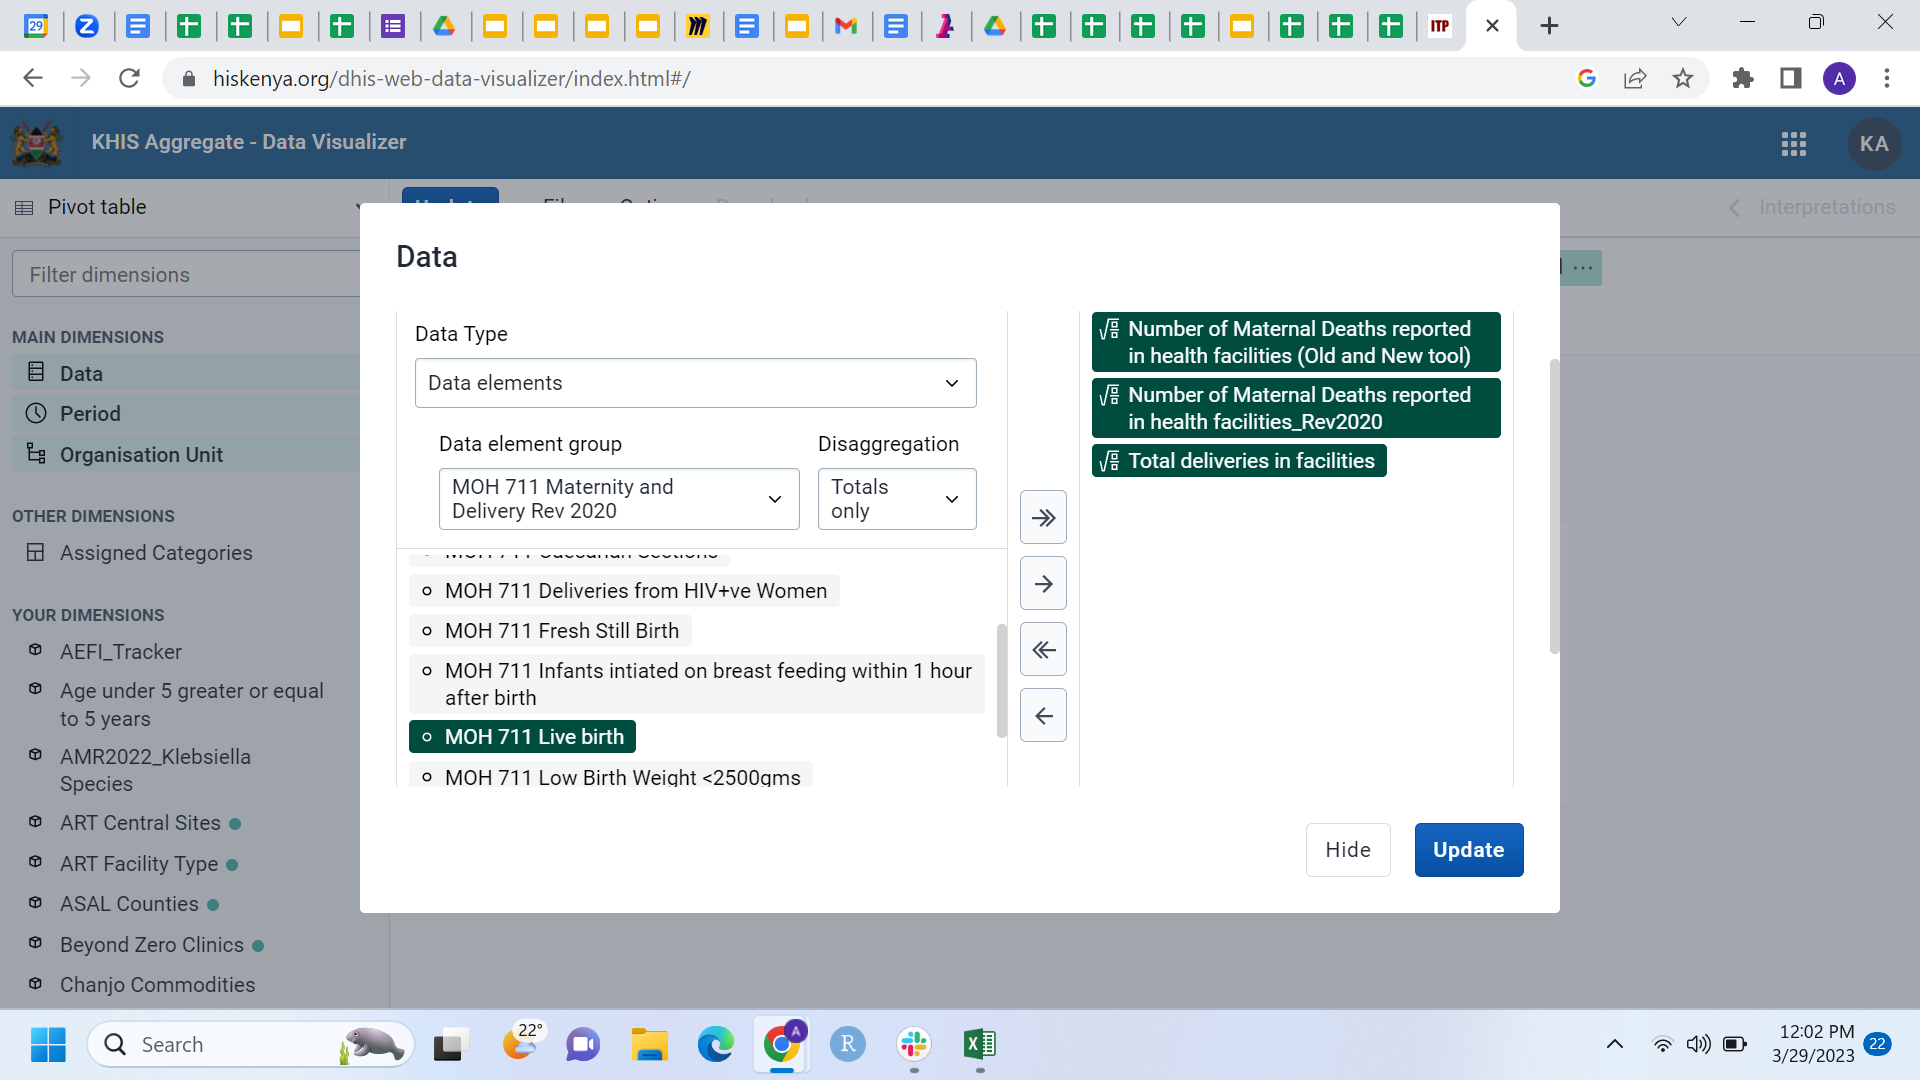 29
Z
ITP
hiskenya.org/dhis-web-data-visualizer/index.html#/
A
KHIS Aggregate - Data Visualizer
KA
Pivot table
Interpretations
Filter dimensions
MAIN DIMENSIONS
Data
Period
Organisation Unit
OTHER DIMENSIONS
Assigned Categories
YOUR DIMENSIONS
AEFI_Tracker
Age under 5 greater or equal
to 5 years
AMR2022_Klebsiella
Species
ART Central Sites
ART Facility Type
ASAL Counties
Beyond Zero Clinics
Chanjo Commodities
Data
Data Type
Data elements
Data element group
Disaggregation
MOH 711 Maternity and
Delivery Rev 2020
Totals
only
MOH 711 Caesarian Sections
MOH 711 Deliveries from HIV+ve Women
MOH 711 Fresh Still Birth
MOH 711 Infants intiated on breast feeding within 1 hour
after birth
MOH 711 Live birth
MOH 711 Low Birth Weight <2500gms
Number of Maternal Deaths reported
in health facilities (Old and New tool)
Number of Maternal Deaths reported
in health facilities_Rev2020
Total deliveries in facilities
Hide
Update
Search
22°
A
R
12:02 PM
3/29/2023
22